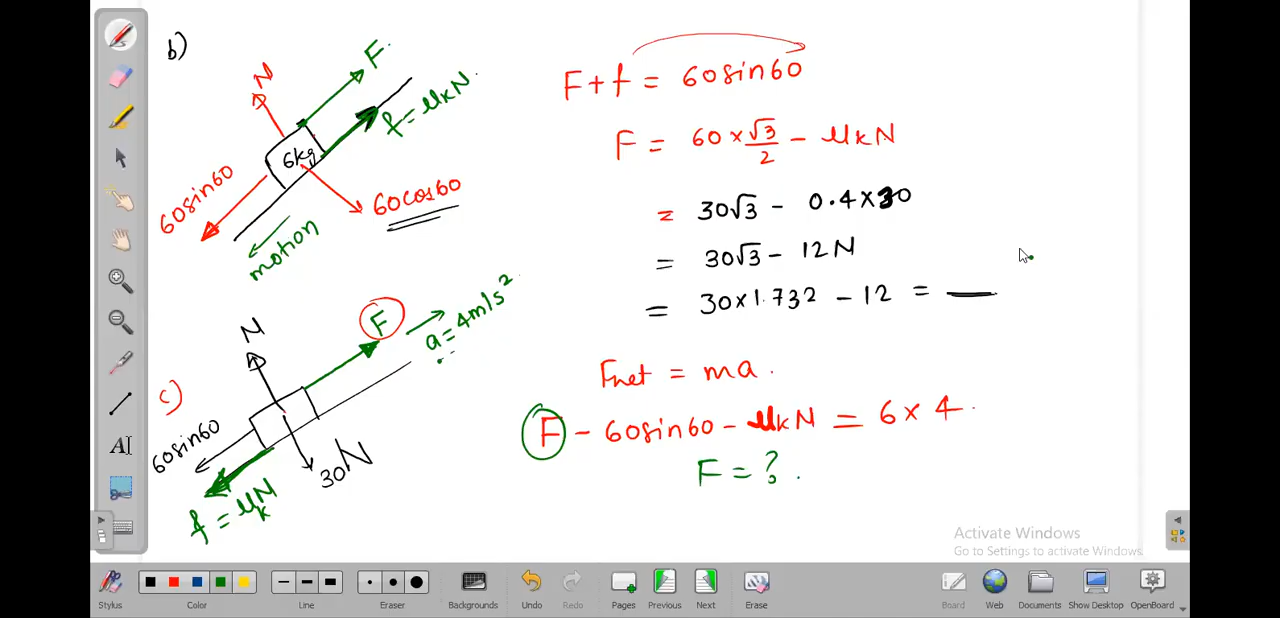 b)
F
N
f = μkN
6kg
60sin60
60cos60
motion
F + f = 60sin60
F = 60 × √3/2 - μkN
= 30√3 - 0.4×30
= 30√3 - 12N
= 30×1.732 - 12 = __
c)
N
F
a = 4m/s²
60sin60
30N
f = μkN
Fnet = ma.
F - 60sin60 - μkN = 6×4.
F = ?.
Activate Windows
Go to Settings to activate Windows.
Stylus
Color
Line
Eraser
Backgrounds
Undo
Redo
Pages
Previous
Next
Erase
Board
Web
Documents
Show Desktop
OpenBoard